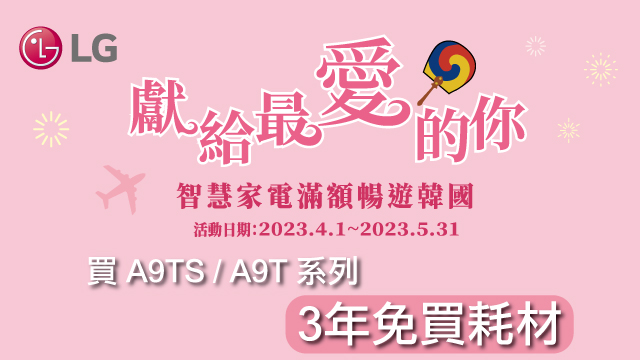 LG
獻給最愛的你
智慧家電滿額暢遊韓國
活動日期:2023.4.1~2023.5.31
買 A9TS / A9T 系列
3年免買耗材